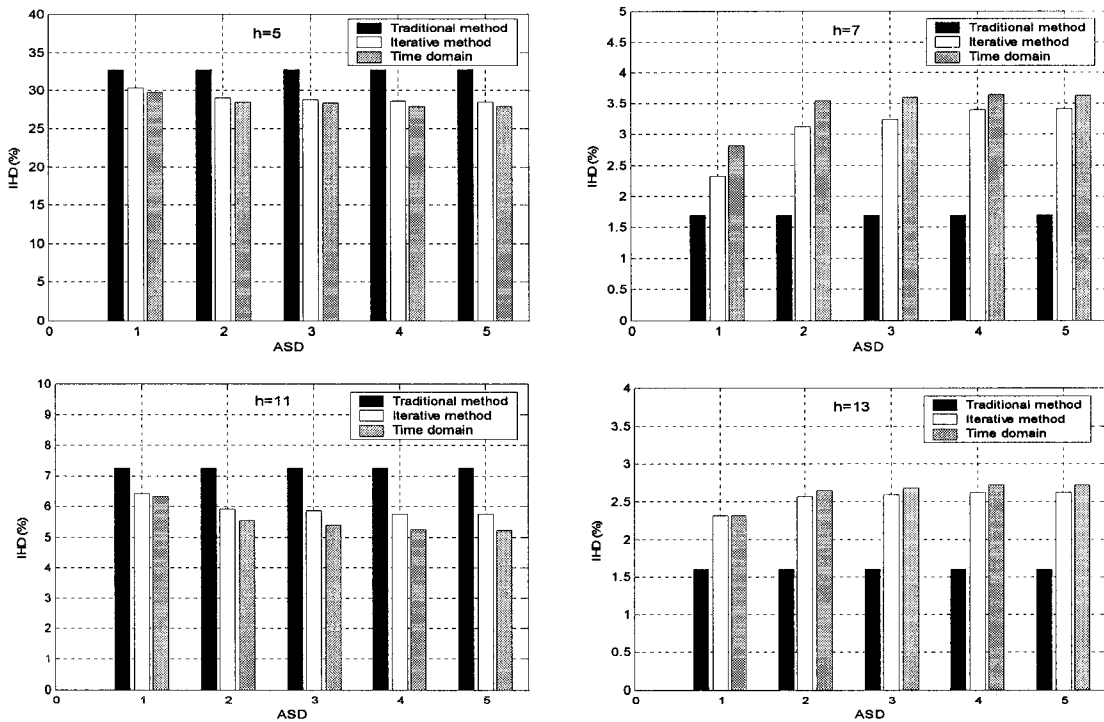 40
35
30
25
20
15
10
5
0
IHD (%)
h=5
Traditional method
Iterative method
Time domain
0 1 2 3 4 5
ASD
5
4.5
4
3.5
3
2.5
2
1.5
1
0.5
0
IHD (%)
h=7
Traditional method
Iterative method
Time domain
0 1 2 3 4 5
ASD
10
9
8
7
6
5
4
3
2
1
0
IHD (%)
h=11
Traditional method
Iterative method
Time domain
0 1 2 3 4 5
ASD
4
3.5
3
2.5
2
1.5
1
0.5
0
IHD (%)
h=13
Traditional method
Iterative method
Time domain
0 1 2 3 4 5
ASD